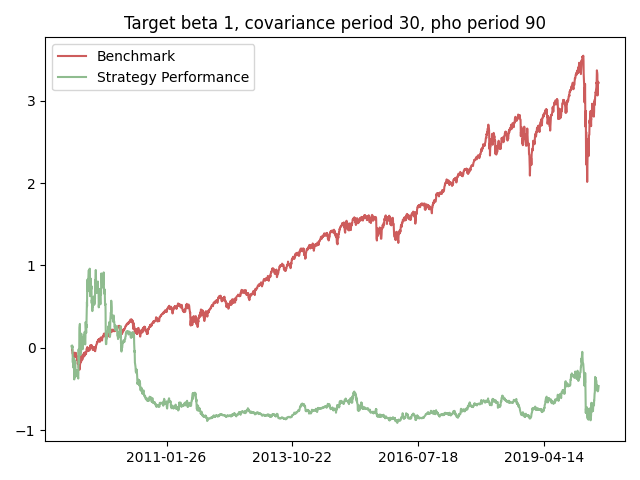 Target beta 1, covariance period 30, pho period 90
Benchmark
Strategy Performance
3
2
1
0
−1
2011-01-26 2013-10-22 2016-07-18 2019-04-14